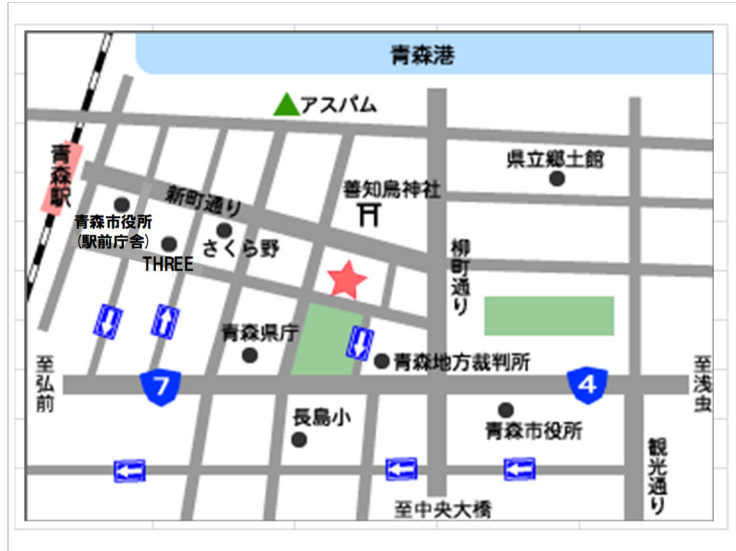 青森港
アスパム
青森駅
県立郷土館
善知鳥神社
新町通り
青森市役所
(駅前庁舎)
さくら野
THREE
柳町通り
青森県庁
青森地方裁判所
至弘前
7
4
至浅虫
長島小
青森市役所
観光通り
至中央大橋